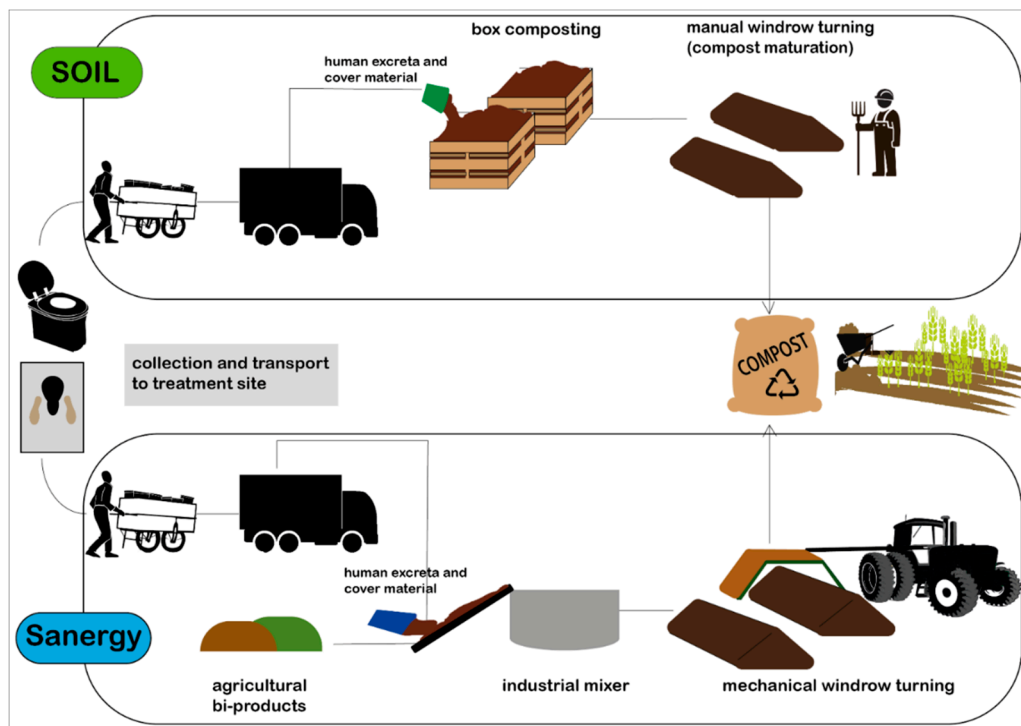 box composting
manual windrow turning
(compost maturation)
SOIL
human excreta and
cover material
collection and transport
to treatment site
COMPOST
human excreta and
cover material
Sanergy
agricultural
bi-products
industrial mixer
mechanical windrow turning